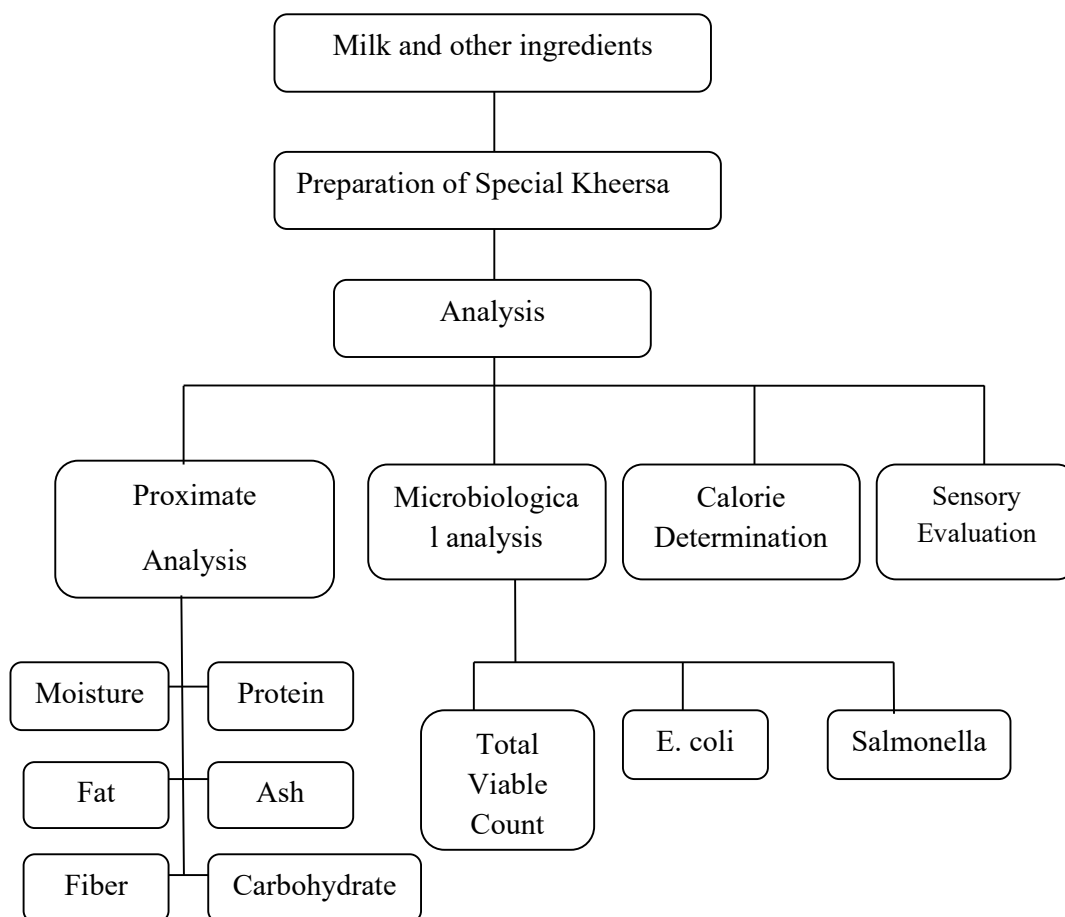 Milk and other ingredients
Preparation of Special Kheersa
Analysis
Proximate
Analysis
Microbiologica
l analysis
Calorie
Determination
Sensory
Evaluation
Moisture
Protein
Fat
Ash
Fiber
Carbohydrate
Total
Viable
Count
E. coli
Salmonella